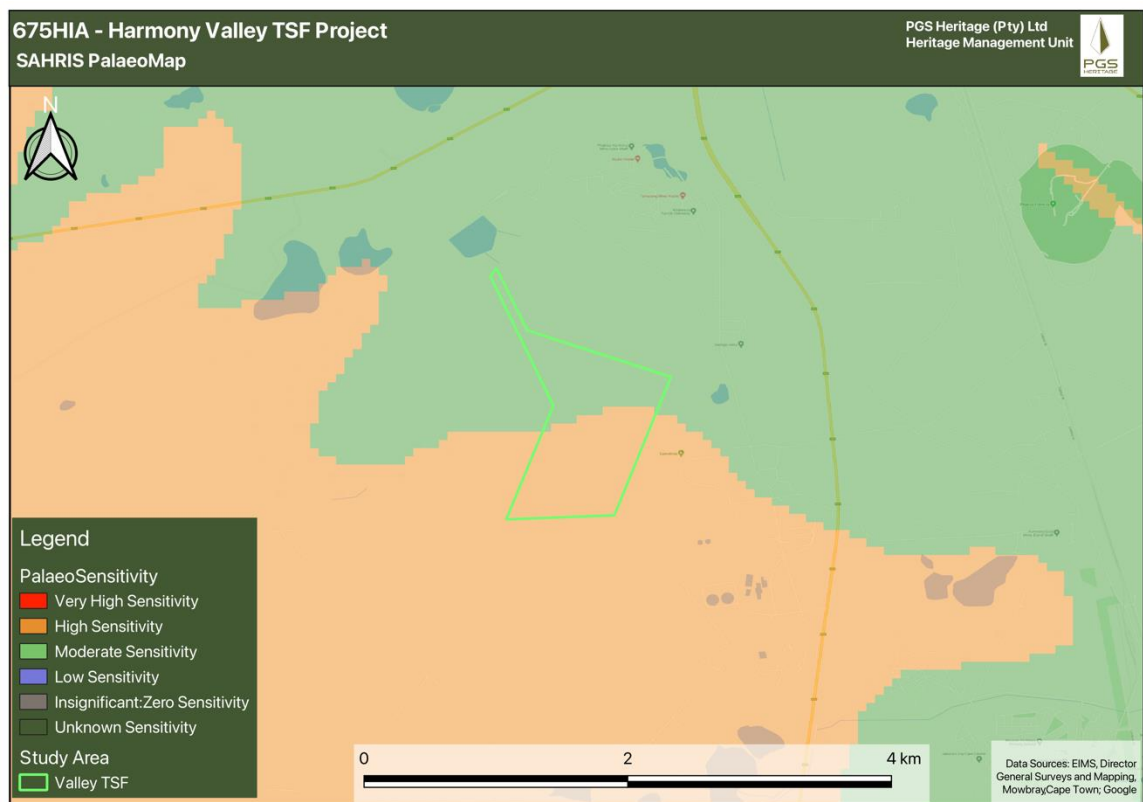 675HIA - Harmony Valley TSF Project
SAHRIS PalaeoMap
PGS Heritage (Pty) Ltd
Heritage Management Unit
PGS
HERITAGE
N
Legend
PalaeoSensitivity
Very High Sensitivity
High Sensitivity
Moderate Sensitivity
Low Sensitivity
Insignificant:Zero Sensitivity
Unknown Sensitivity
Study Area
Valley TSF
0 2 4 km
Data Sources: EIMS, Director
General Surveys and Mapping,
Mowbray,Cape Town; Google